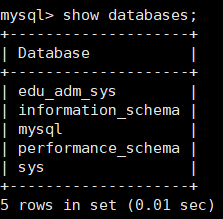 mysql> show databases;
+--------------------+
| Database           |
+--------------------+
| edu_adm_sys        |
| information_schema |
| mysql              |
| performance_schema |
| sys                |
+--------------------+
5 rows in set (0.01 sec)